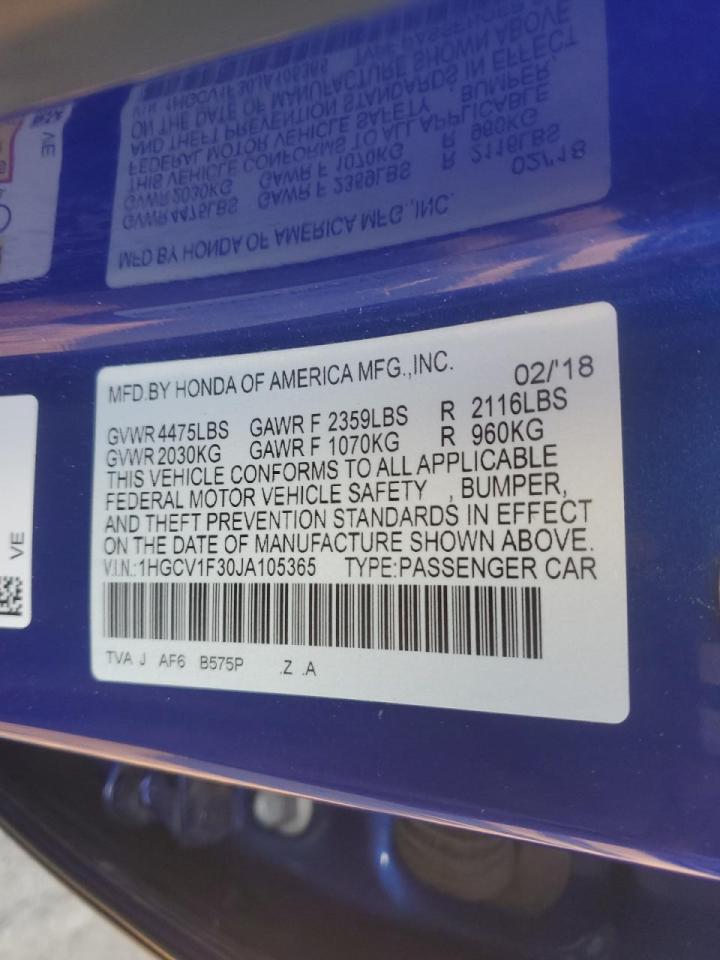 MFD.BY HONDA OF AMERICA MFG.,INC. 02/'18
GVWR 4475LBS GAWR F 2359LBS R 2116LBS
GVWR 2030KG GAWR F 1070KG R 960KG
THIS VEHICLE CONFORMS TO ALL APPLICABLE
FEDERAL MOTOR VEHICLE SAFETY , BUMPER,
AND THEFT PREVENTION STANDARDS IN EFFECT
ON THE DATE OF MANUFACTURE SHOWN ABOVE.
V.I.N.:1HGCV1F30JA105365 TYPE:PASSENGER CAR
TVA J AF6 B575P .Z .A
VE